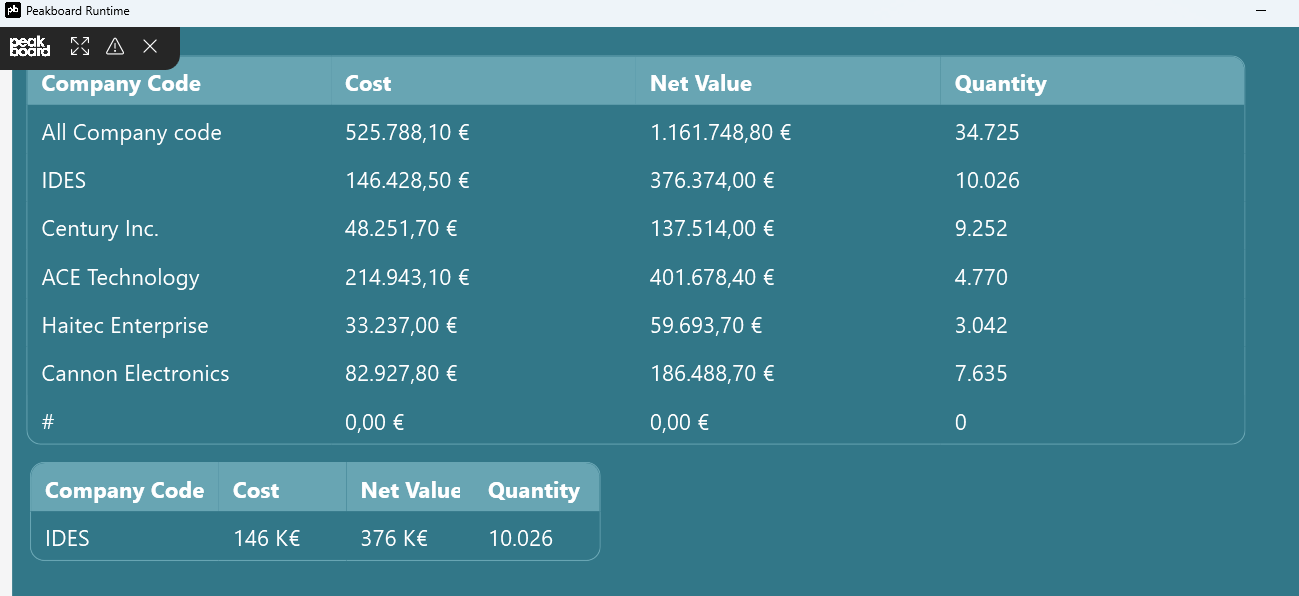 pb Peakboard Runtime
peak
board
Company Code Cost Net Value Quantity
All Company code 525.788,10 € 1.161.748,80 € 34.725
IDES 146.428,50 € 376.374,00 € 10.026
Century Inc. 48.251,70 € 137.514,00 € 9.252
ACE Technology 214.943,10 € 401.678,40 € 4.770
Haitec Enterprise 33.237,00 € 59.693,70 € 3.042
Cannon Electronics 82.927,80 € 186.488,70 € 7.635
# 0,00 € 0,00 € 0
Company Code Cost Net Value Quantity
IDES 146 K€ 376 K€ 10.026